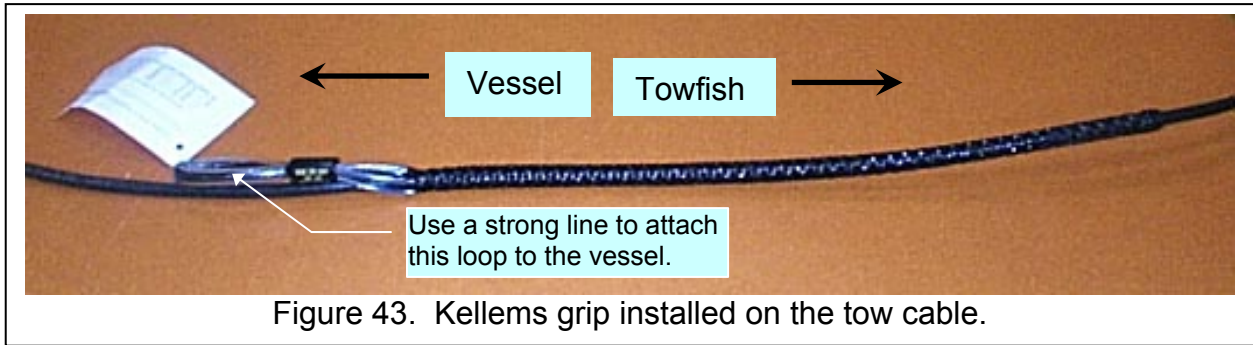 Vessel
Towfish
Use a strong line to attach
this loop to the vessel.
Figure 43.  Kellems grip installed on the tow cable.